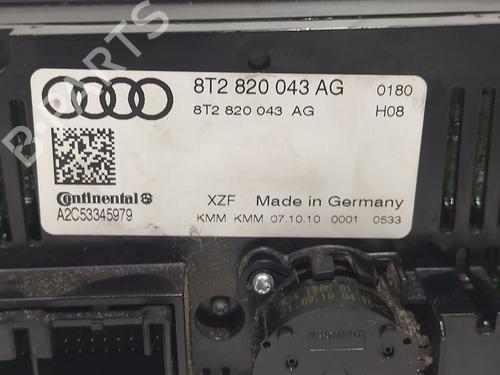 8T2 820 043 AG 0180
8T2 820 043 AG H08
Continental
A2C53345979
XZF Made in Germany
KMM KMM 07.10.10 0001 0533